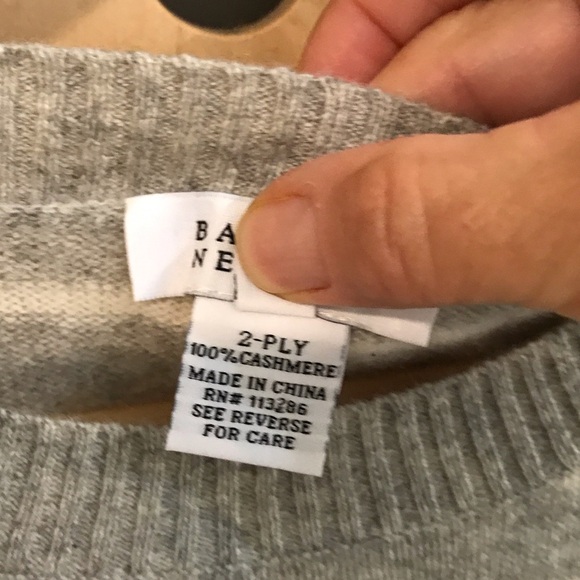 BA
NE
2-PLY
100%CASHMERE
MADE IN CHINA
RN# 113286
SEE REVERSE
FOR CARE